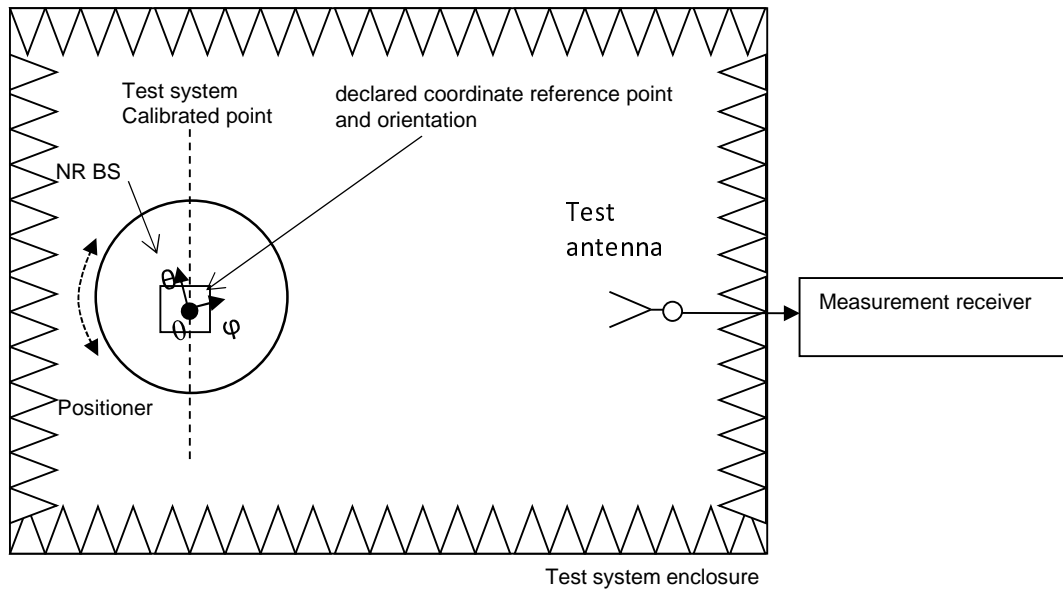 Test system
Calibrated point
declared coordinate reference point
and orientation
NR BS
Test
antenna
θ
0
φ
Measurement receiver
Positioner
Test system enclosure